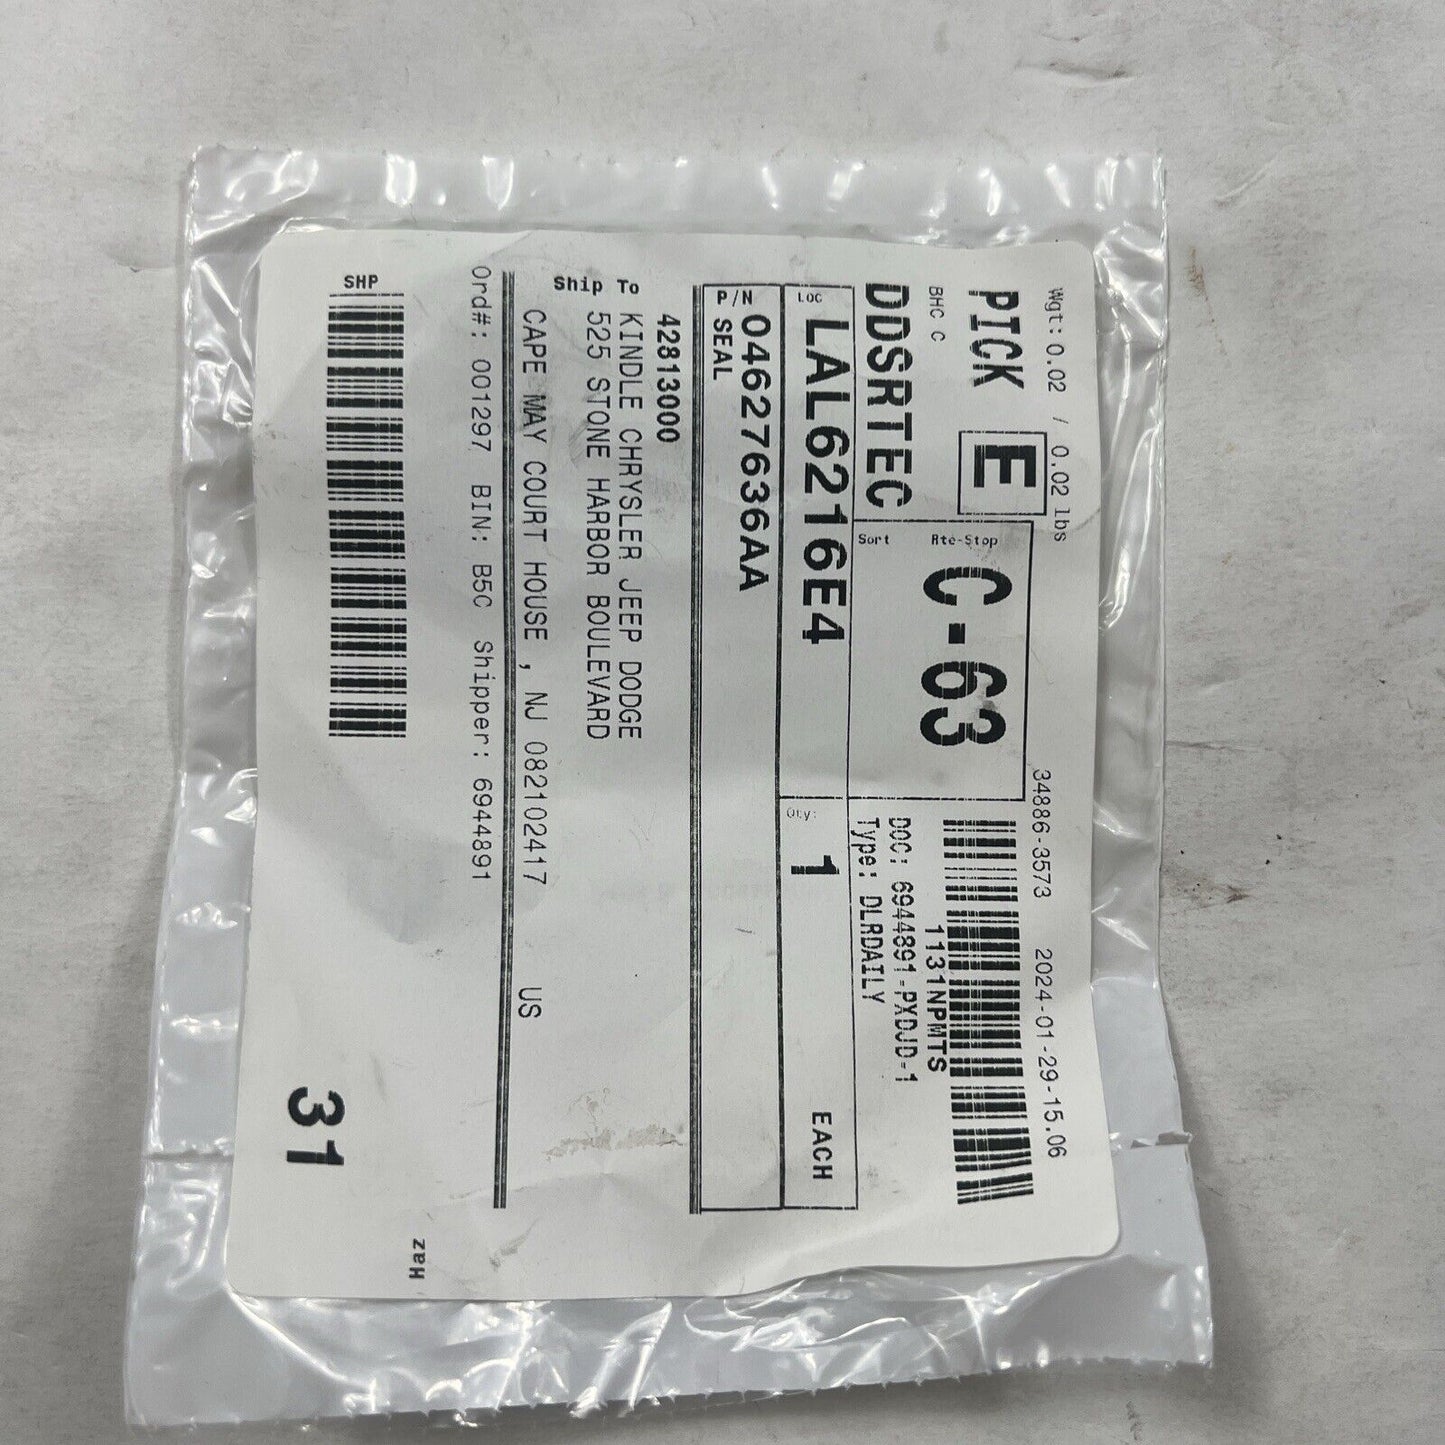 Wgt: 0.02 / 0.02 lbs
34886-3573 2024-01-29-15.06
PICK E
BHC C
DDSRTEC
Sort Rte-Stop
C-63
1131NPMTS
DOC: 6944891-PXDJD-1
Type: DLRDAILY
LOC LAL6216E4
Qty: 1 EACH
P/N 04627636AA
SEAL
42813000
Ship To KINDLE CHRYSLER JEEP DODGE
525 STONE HARBOR BOULEVARD
CAPE MAY COURT HOUSE , NJ 082102417 US
Ord#: 001297 BIN: B5C Shipper: 6944891
SHP
Haz
31